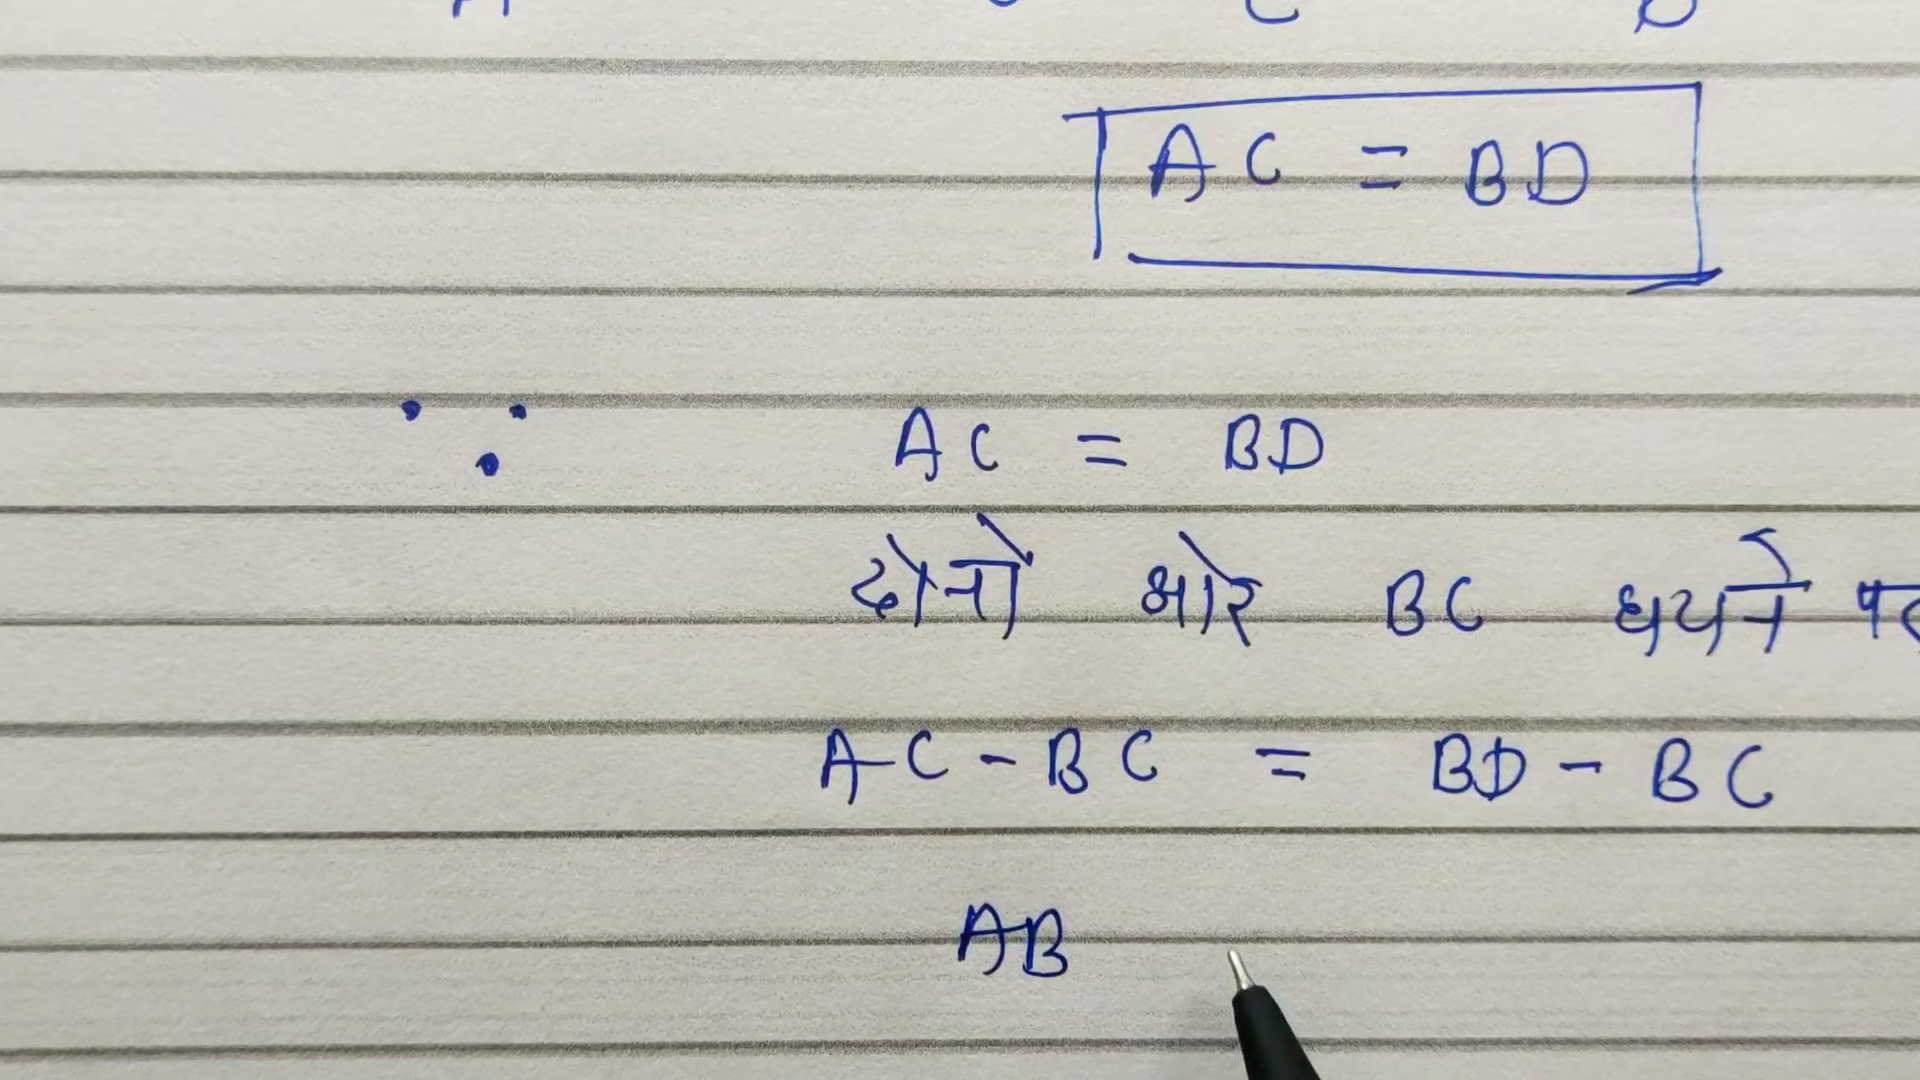 A C D
AC = BD
∵ AC = BD
दोनों ओर BC घटाने पर
AC - BC = BD - BC
AB